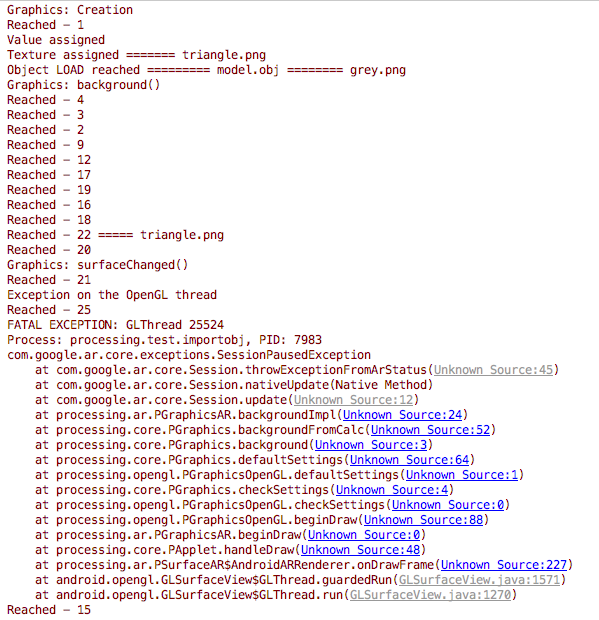 Graphics: Creation
Reached - 1
Value assigned
Texture assigned ======= triangle.png
Object LOAD reached ========= model.obj ======== grey.png
Graphics: background()
Reached - 4
Reached - 3
Reached - 2
Reached - 9
Reached - 12
Reached - 17
Reached - 19
Reached - 16
Reached - 18
Reached - 22 ===== triangle.png
Reached - 20
Graphics: surfaceChanged()
Reached - 21
Exception on the OpenGL thread
Reached - 25
FATAL EXCEPTION: GLThread 25524
Process: processing.test.importobj, PID: 7983
com.google.ar.core.exceptions.SessionPausedException
    at com.google.ar.core.Session.throwExceptionFromArStatus(Unknown Source:45)
    at com.google.ar.core.Session.nativeUpdate(Native Method)
    at com.google.ar.core.Session.update(Unknown Source:12)
    at processing.ar.PGraphicsAR.backgroundImpl(Unknown Source:24)
    at processing.core.PGraphics.backgroundFromCalc(Unknown Source:52)
    at processing.core.PGraphics.background(Unknown Source:3)
    at processing.core.PGraphics.defaultSettings(Unknown Source:64)
    at processing.opengl.PGraphicsOpenGL.defaultSettings(Unknown Source:1)
    at processing.core.PGraphics.checkSettings(Unknown Source:4)
    at processing.opengl.PGraphicsOpenGL.checkSettings(Unknown Source:0)
    at processing.opengl.PGraphicsOpenGL.beginDraw(Unknown Source:88)
    at processing.ar.PGraphicsAR.beginDraw(Unknown Source:0)
    at processing.core.PApplet.handleDraw(Unknown Source:48)
    at processing.ar.PSurfaceAR$AndroidARRenderer.onDrawFrame(Unknown Source:227)
    at android.opengl.GLSurfaceView$GLThread.guardedRun(GLSurfaceView.java:1571)
    at android.opengl.GLSurfaceView$GLThread.run(GLSurfaceView.java:1270)
Reached - 15